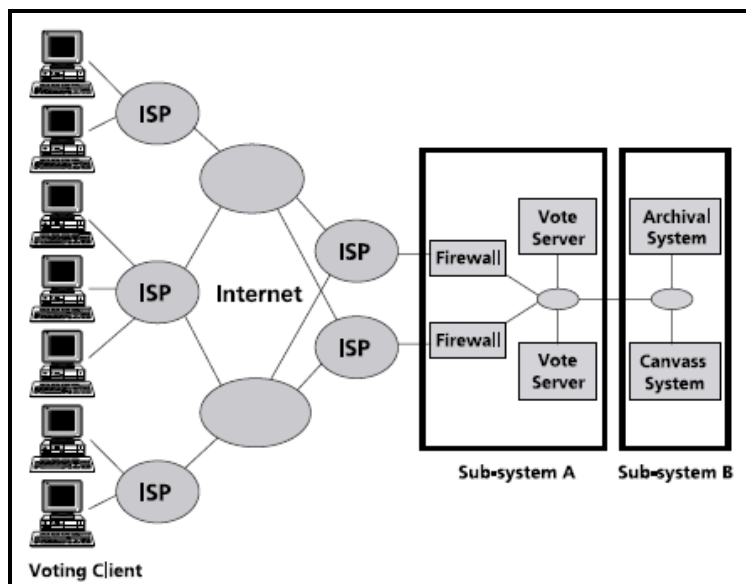 ISP
ISP
ISP
Internet
ISP
ISP
Firewall
Firewall
Vote
Server
Vote
Server
Archival
System
Canvass
System
Sub-system A
Sub-system B
Voting Client